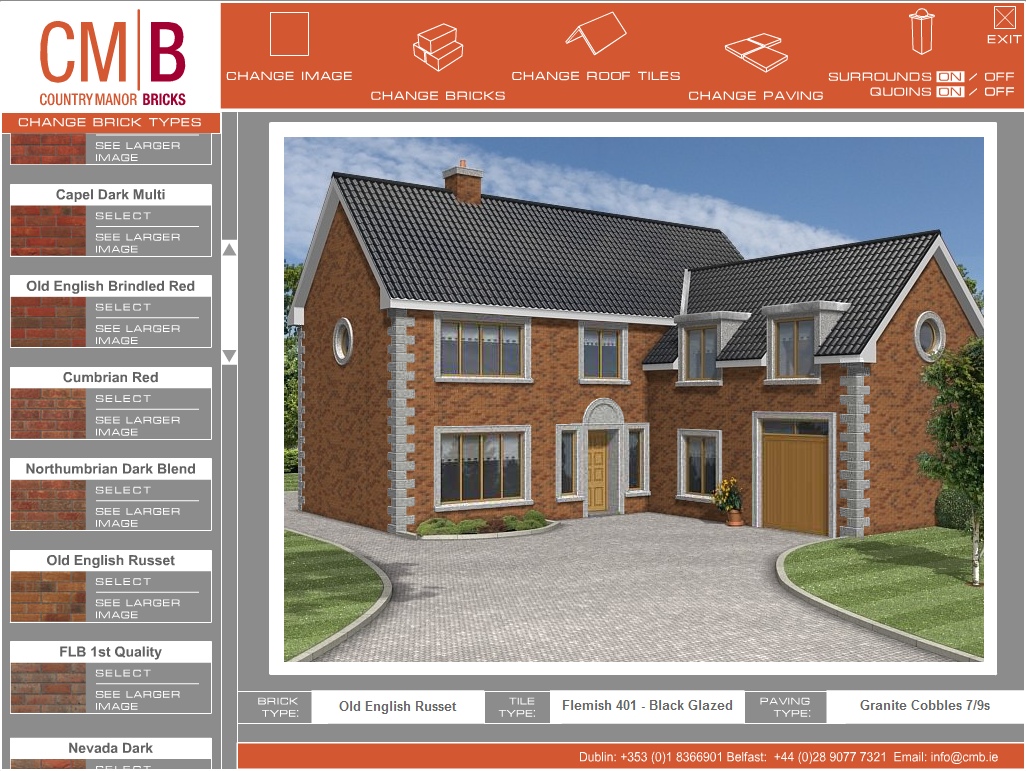 CM|B
COUNTRY MANOR BRICKS
CHANGE IMAGE
CHANGE BRICKS
CHANGE ROOF TILES
CHANGE PAVING
SURROUNDS ON / OFF
QUOINS ON / OFF
EXIT
CHANGE BRICK TYPES
SEE LARGER
IMAGE
Capel Dark Multi
SELECT
SEE LARGER
IMAGE
Old English Brindled Red
SELECT
SEE LARGER
IMAGE
Cumbrian Red
SELECT
SEE LARGER
IMAGE
Northumbrian Dark Blend
SELECT
SEE LARGER
IMAGE
Old English Russet
SELECT
SEE LARGER
IMAGE
FLB 1st Quality
SELECT
SEE LARGER
IMAGE
Nevada Dark
SELECT
BRICK
TYPE:
Old English Russet
TILE
TYPE:
Flemish 401 - Black Glazed
PAVING
TYPE:
Granite Cobbles 7/9s
Dublin: +353 (0)1 8366901 Belfast: +44 (0)28 9077 7321 Email: info@cmb.ie